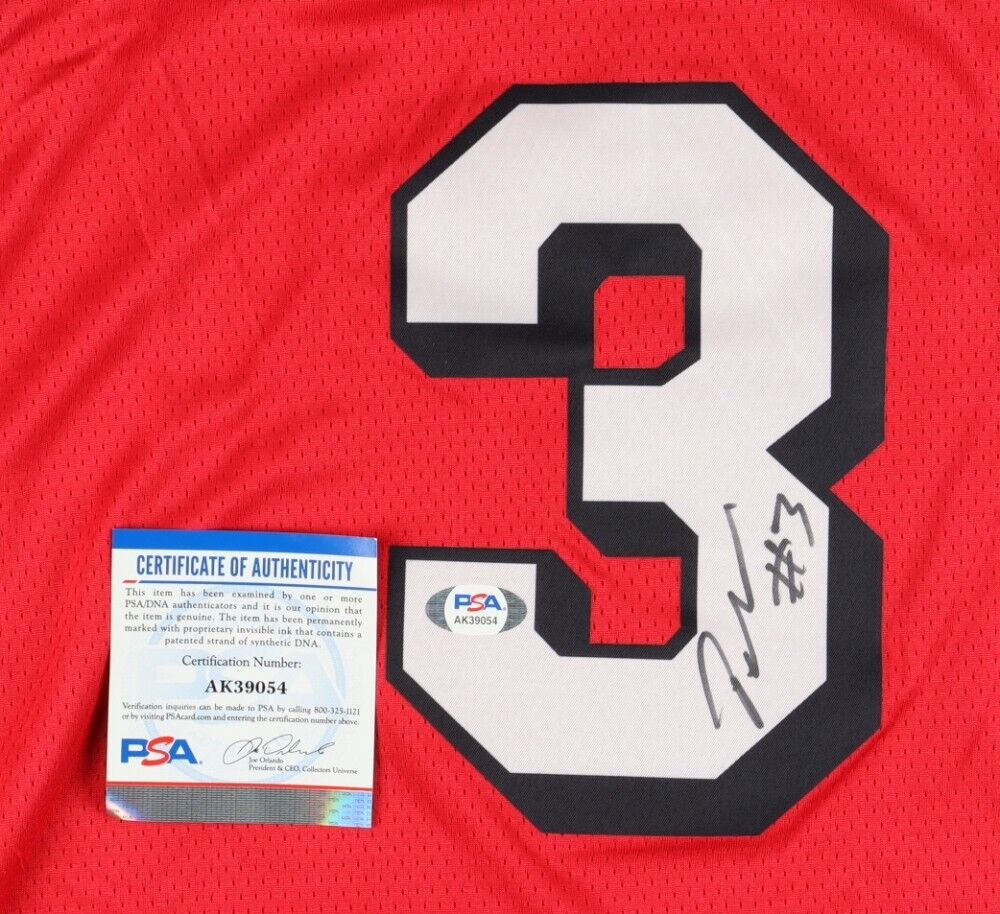 3
#3
PSA
AK39054
CERTIFICATE OF AUTHENTICITY
This item has been examined by one or more
PSA/DNA authenticators and it is our opinion that
the item is genuine. The item has been permanently
marked with proprietary invisible ink that contains a
patented strand of synthetic DNA.
Certification Number:
AK39054
Verification inquiries can be made to PSA by calling 800-325-1121
or by visiting PSAcard.com and entering the certification number above.
PSA
Joe Orlando
President & CEO, Collectors Universe